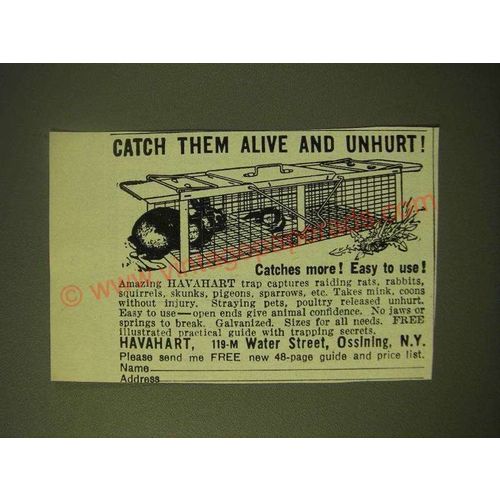 CATCH THEM ALIVE AND UNHURT!
Catches more! Easy to use!
Amazing HAVAHART trap captures raiding rats, rabbits,
squirrels, skunks, pigeons, sparrows, etc. Takes mink, coons
without injury. Straying pets, poultry released unhurt.
Easy to use—open ends give animal confidence. No jaws or
springs to break. Galvanized. Sizes for all needs. FREE
illustrated practical guide with trapping secrets.
HAVAHART, 119-M Water Street, Ossining, N.Y.
Please send me FREE new 48-page guide and price list.
Name
Address
© www.vintagepaperads.com